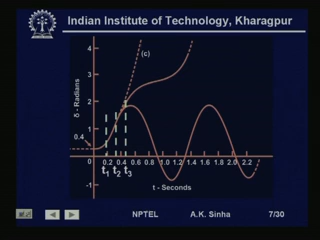 Indian Institute of Technology, Kharagpur
4
(c)
3
δ - Radians
2
1
0.4
0
0.2 0.4 0.6 0.8 1.0 1.2 1.4 1.6 1.8 2.0 2.2
t₁ t₂ t₃
-1
t - Seconds
NPTEL A.K. Sinha 7/30